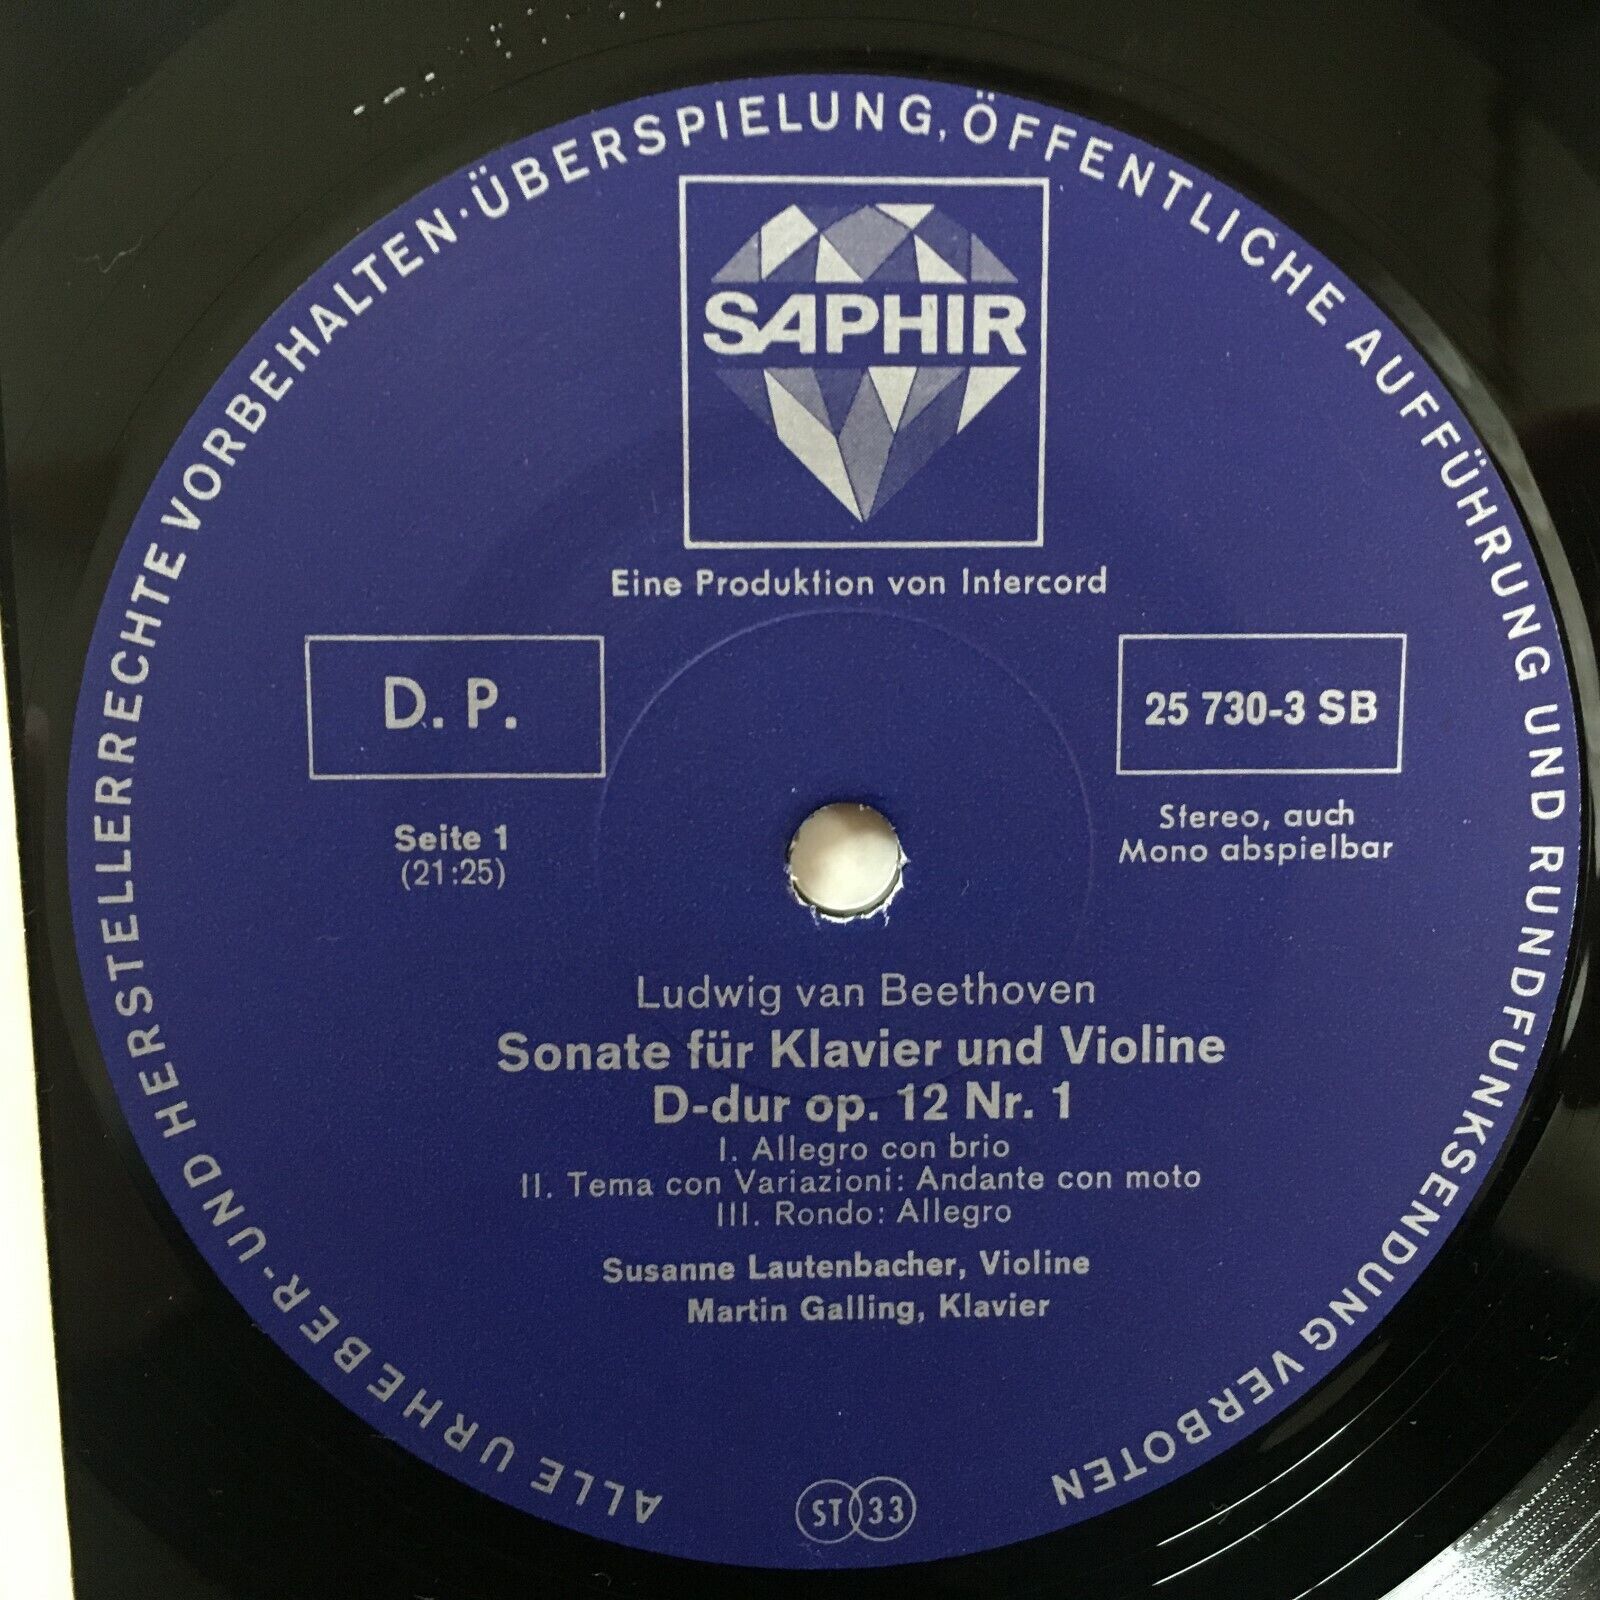 ALLE URHEBER- UND HERSTELLERRECHTE VORBEHALTEN · ÜBERSPIELUNG, ÖFFENTLICHE AUFFÜHRUNG UND RUNDFUNKSENDUNG VERBOTEN
SAPHIR
Eine Produktion von Intercord
D. P.
25 730-3 SB
Seite 1
(21:25)
Stereo, auch
Mono abspielbar
Ludwig van Beethoven
Sonate für Klavier und Violine
D-dur op. 12 Nr. 1
I. Allegro con brio
II. Tema con Variazioni: Andante con moto
III. Rondo: Allegro
Susanne Lautenbacher, Violine
Martin Galling, Klavier
ST 33